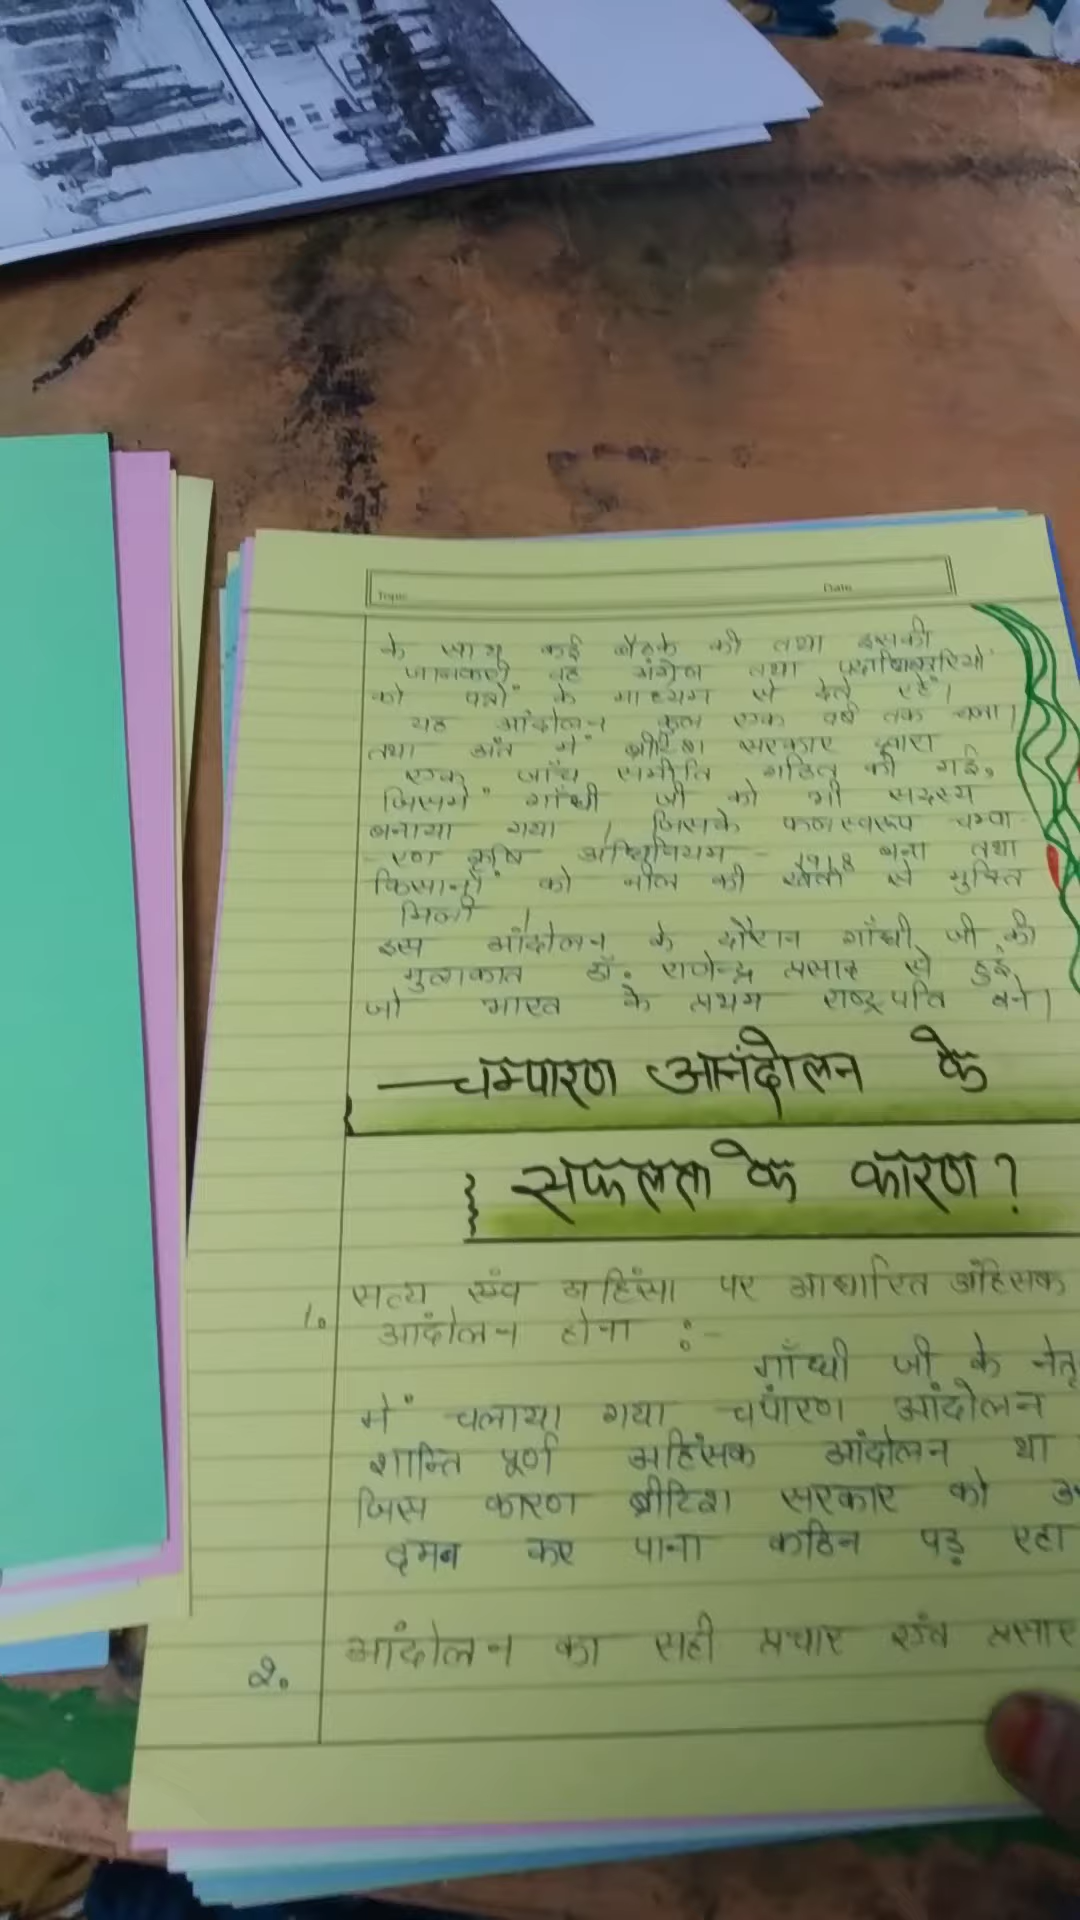 Topic Date
के साथ कई बैठके की तथा इसकी
जानकारी वह तथा
को पत्रों के माध्यम से देते रहें।
यह आंदोलन कुल एक वर्ष तक चला।
तथा अंत में ब्रीटिश सरकार द्वारा
एक जाँच समीति गठित की गई,
जिसमें गाँधी जी को भी सदस्य
बनाया गया । जिसके फलस्वरूप चम्पा-
-रण कृषि अधिनियम - 1918 बना तथा
किसानों को नील की खेती से मुक्ति
मिली ।
इस आंदोलन के दौरान गाँधी जी की
मुलाकात डॉ. राजेन्द्र प्रसाद से हुई
जो भारत के प्रथम राष्ट्रपति बने।
चम्पारण आनंदोलन के
सफलता के कारण ?
1. सत्य एंव अहिंसा पर आधारित अंहिसक
आंदोलन होना :-
गाँधी जी के नेतृ
में चलाया गया चंपारण आंदोलन
शान्ति पूर्ण अहिंसक आंदोलन था
जिस कारण ब्रीटिश सरकार को
दमन कर पाना कठिन पड़ रहा
2. आंदोलन का सही प्रचार एंव प्रसार